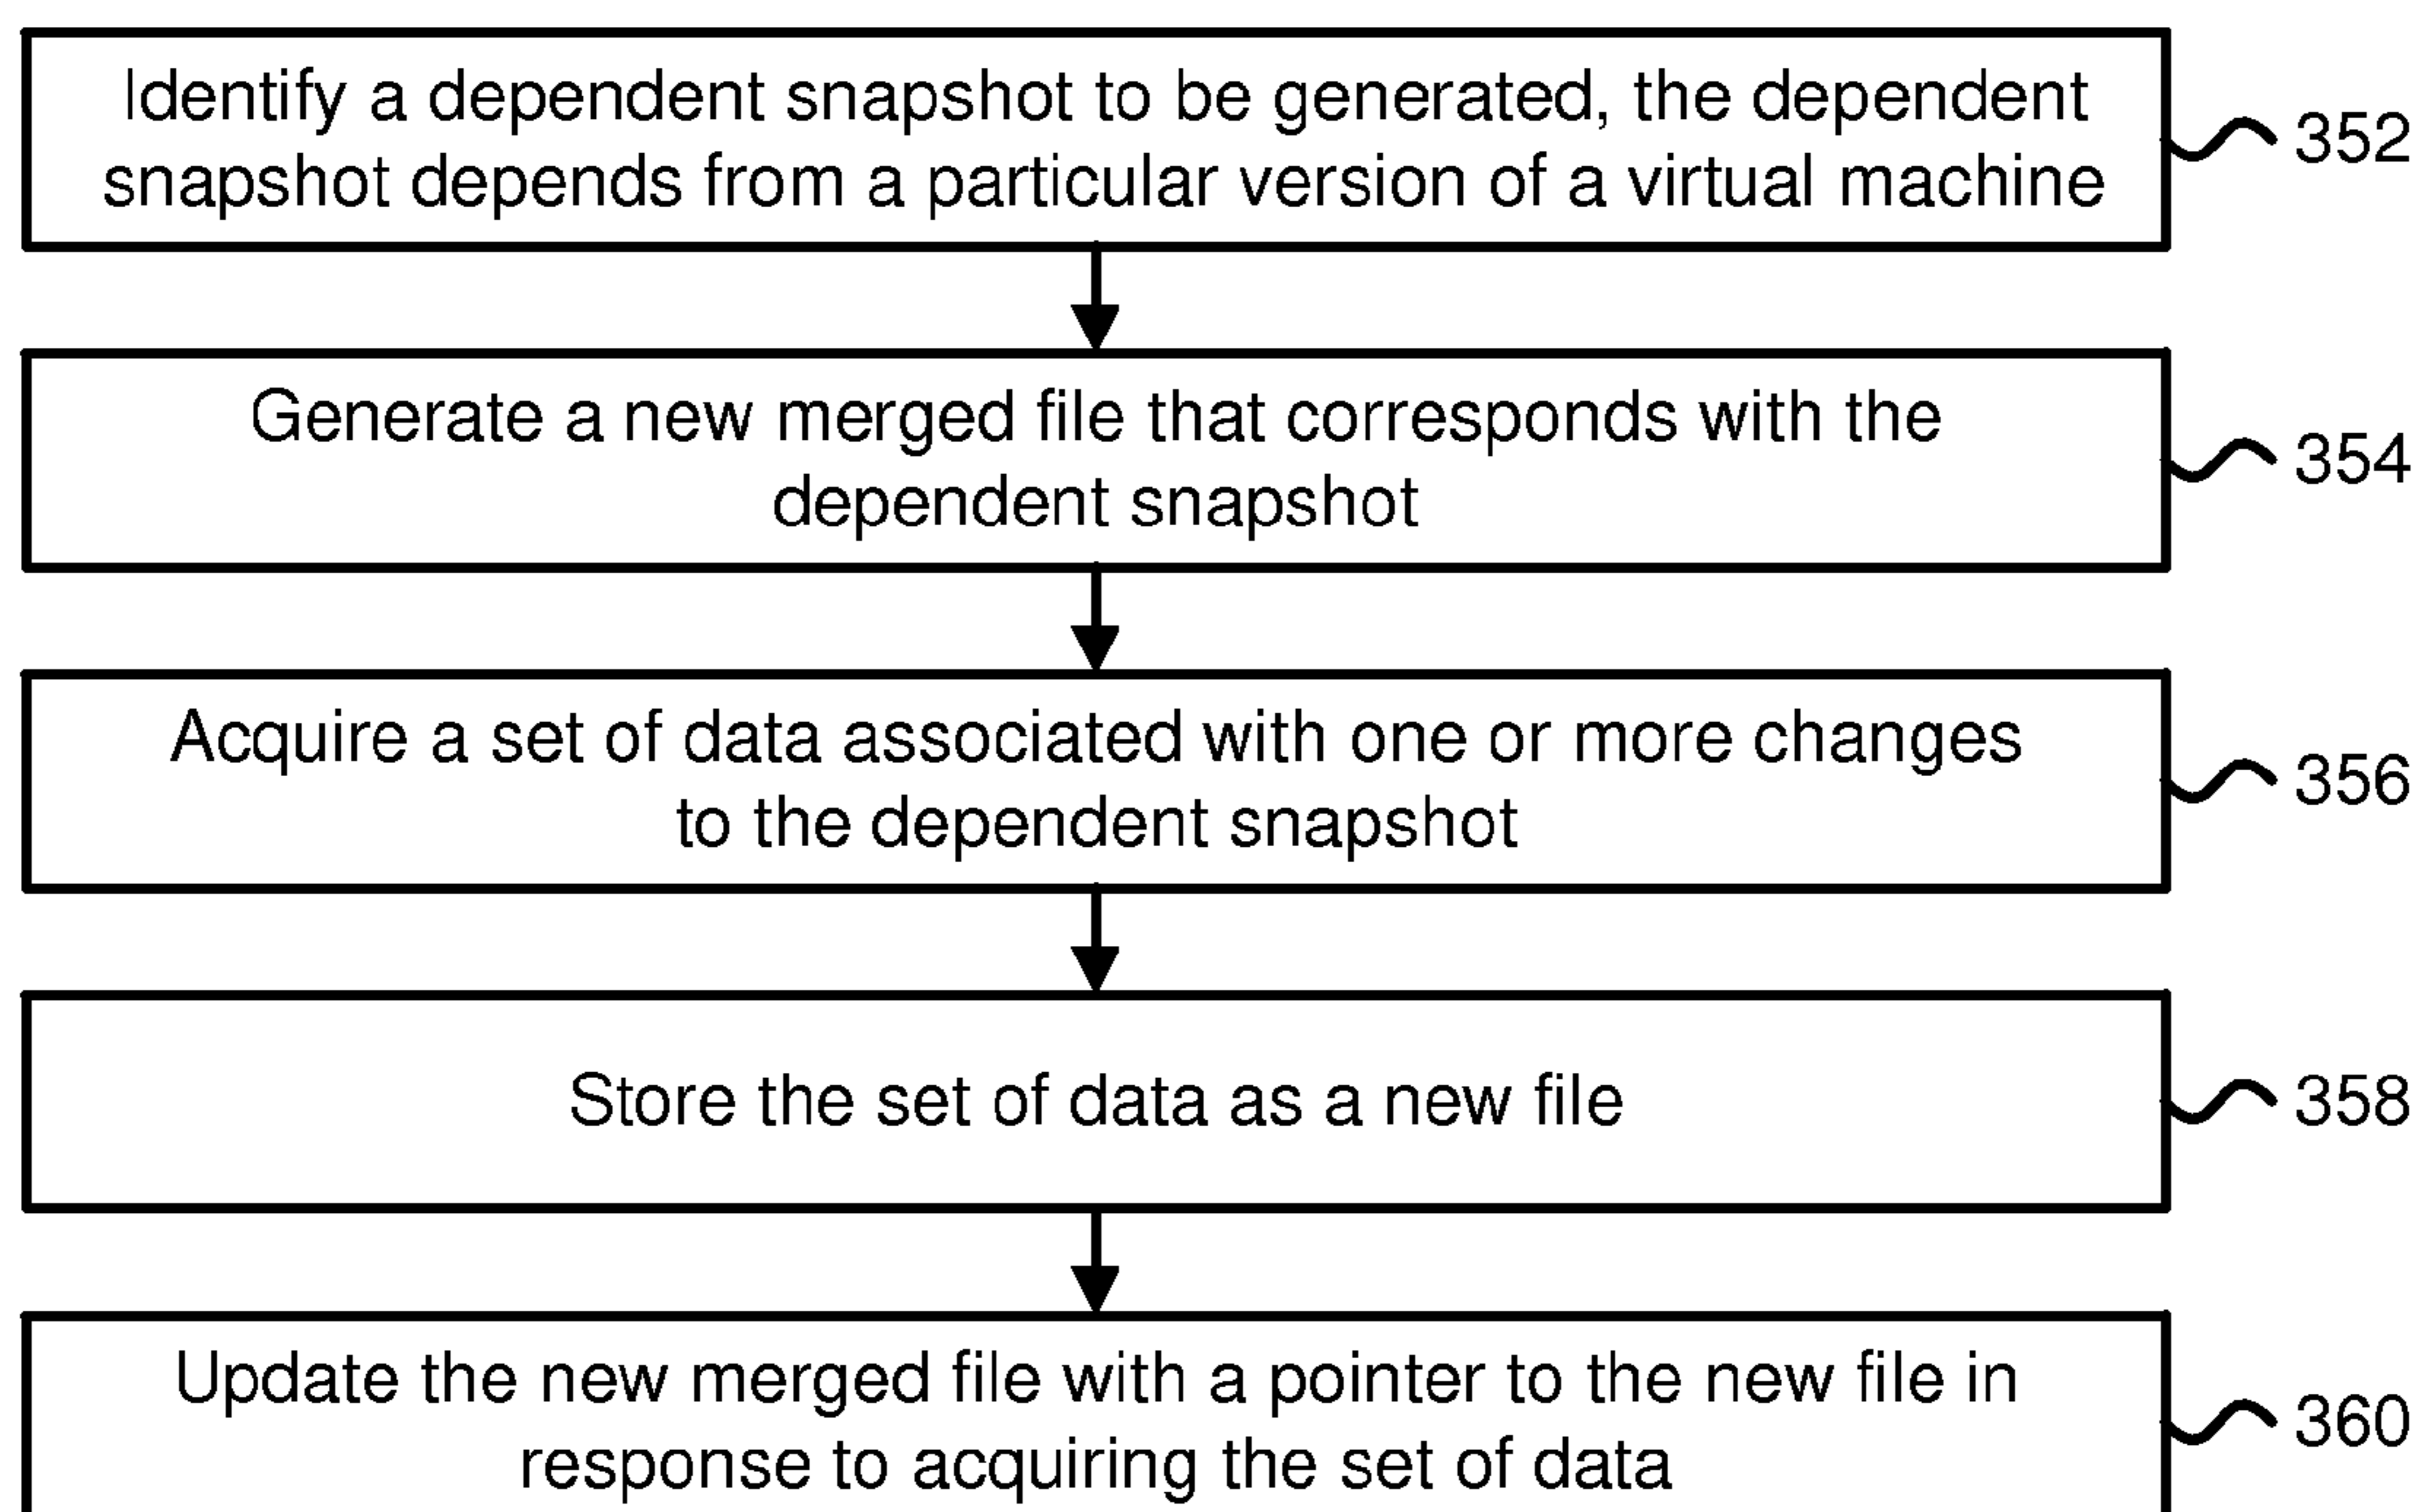 Identify a dependent snapshot to be generated, the dependent
snapshot depends from a particular version of a virtual machine
352
Generate a new merged file that corresponds with the
dependent snapshot
354
Acquire a set of data associated with one or more changes
to the dependent snapshot
356
Store the set of data as a new file
358
Update the new merged file with a pointer to the new file in
response to acquiring the set of data
360